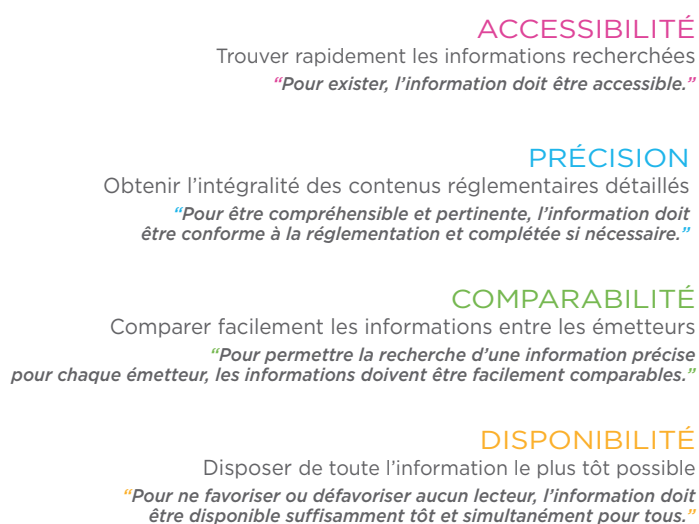 ACCESSIBILITÉ
Trouver rapidement les informations recherchées
“Pour exister, l’information doit être accessible.”
PRÉCISION
Obtenir l’intégralité des contenus réglementaires détaillés
“Pour être compréhensible et pertinente, l’information doit
être conforme à la réglementation et complétée si nécessaire.”
COMPARABILITÉ
Comparer facilement les informations entre les émetteurs
“Pour permettre la recherche d’une information précise
pour chaque émetteur, les informations doivent être facilement comparables.”
DISPONIBILITÉ
Disposer de toute l’information le plus tôt possible
“Pour ne favoriser ou défavoriser aucun lecteur, l’information doit
être disponible suffisamment tôt et simultanément pour tous.”